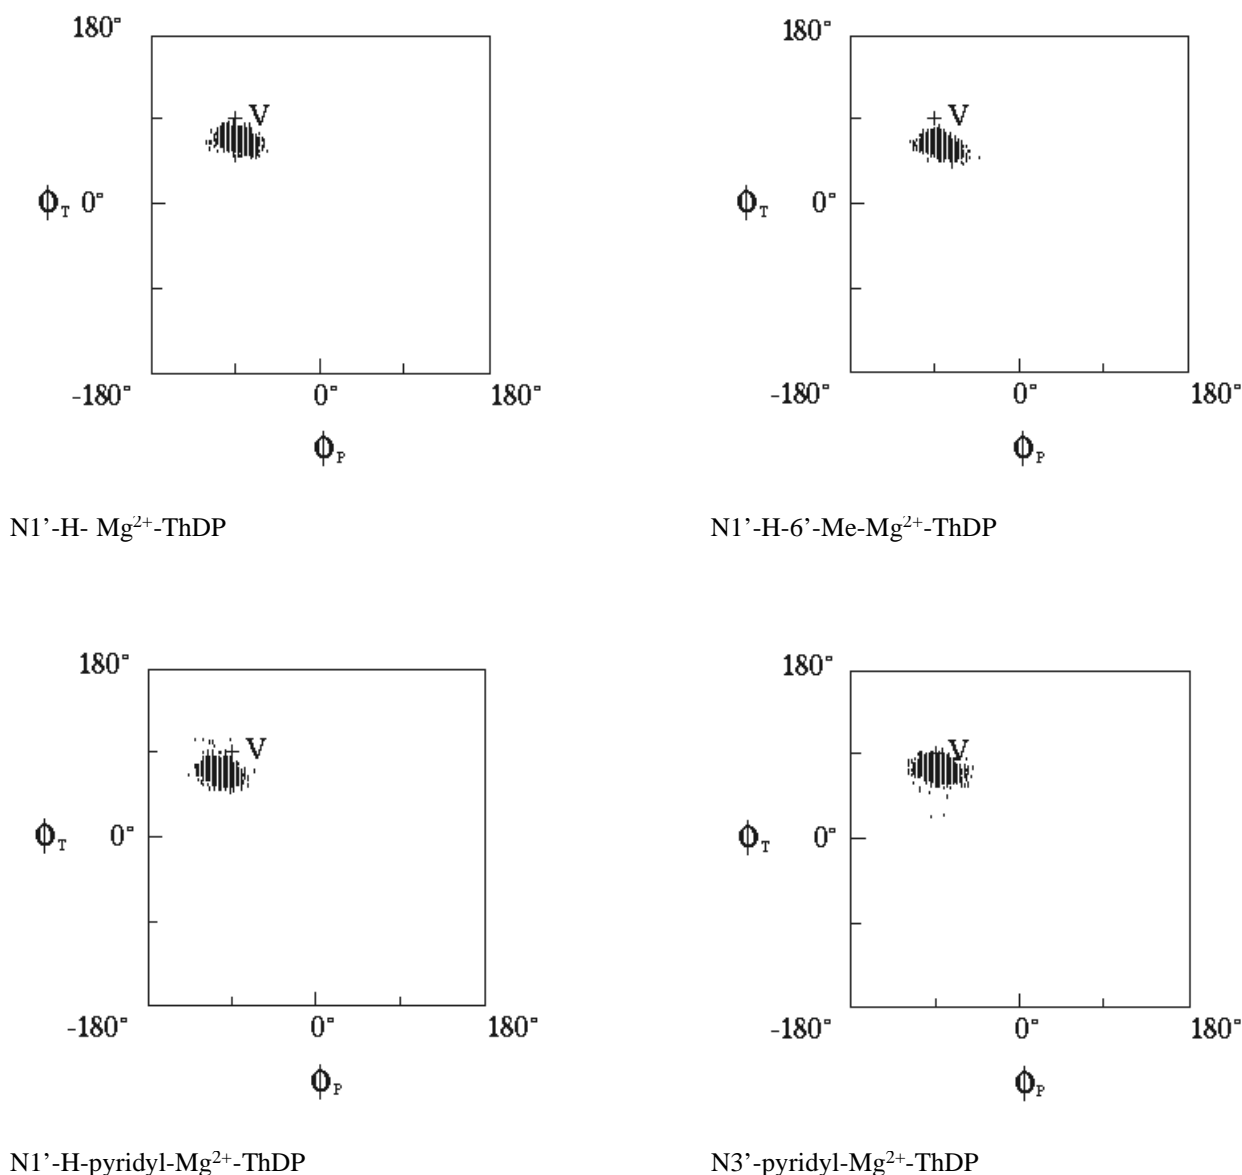 180° 180°
V V
ϕT 0° ϕT 0°
-180° 0° 180° -180° 0° 180°
ϕP ϕP
N1’-H- Mg²⁺-ThDP N1’-H-6’-Me-Mg²⁺-ThDP
180° 180°
V V
ϕT 0° ϕT 0°
-180° 0° 180° -180° 0° 180°
ϕP ϕP
N1’-H-pyridyl-Mg²⁺-ThDP N3’-pyridyl-Mg²⁺-ThDP